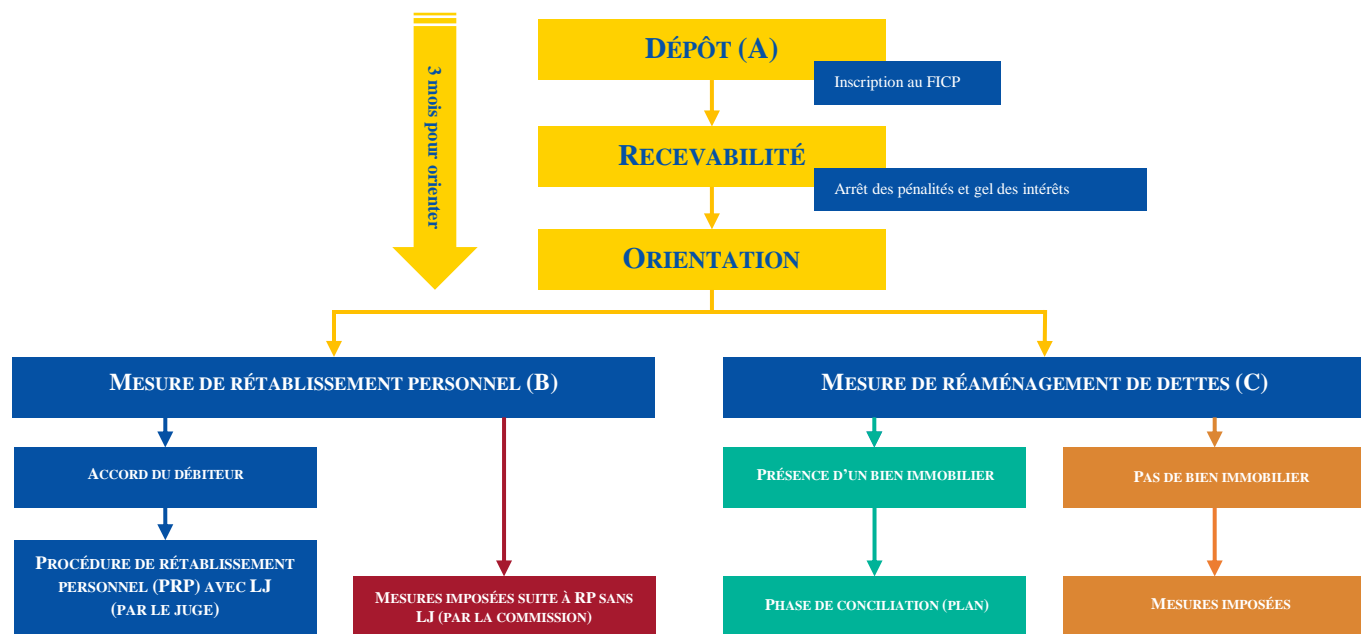 DÉPÔT (A)
Inscription au FICP
3 mois pour orienter
RECEVABILITÉ
Arrêt des pénalités et gel des intérêts
ORIENTATION
MESURE DE RÉTABLISSEMENT PERSONNEL (B)
MESURE DE RÉAMÉNAGEMENT DE DETTES (C)
ACCORD DU DÉBITEUR
PRÉSENCE D'UN BIEN IMMOBILIER
PAS DE BIEN IMMOBILIER
PROCÉDURE DE RÉTABLISSEMENT
PERSONNEL (PRP) AVEC LJ
(PAR LE JUGE)
MESURES IMPOSÉES SUITE À RP SANS
LJ (PAR LA COMMISSION)
PHASE DE CONCILIATION (PLAN)
MESURES IMPOSÉES